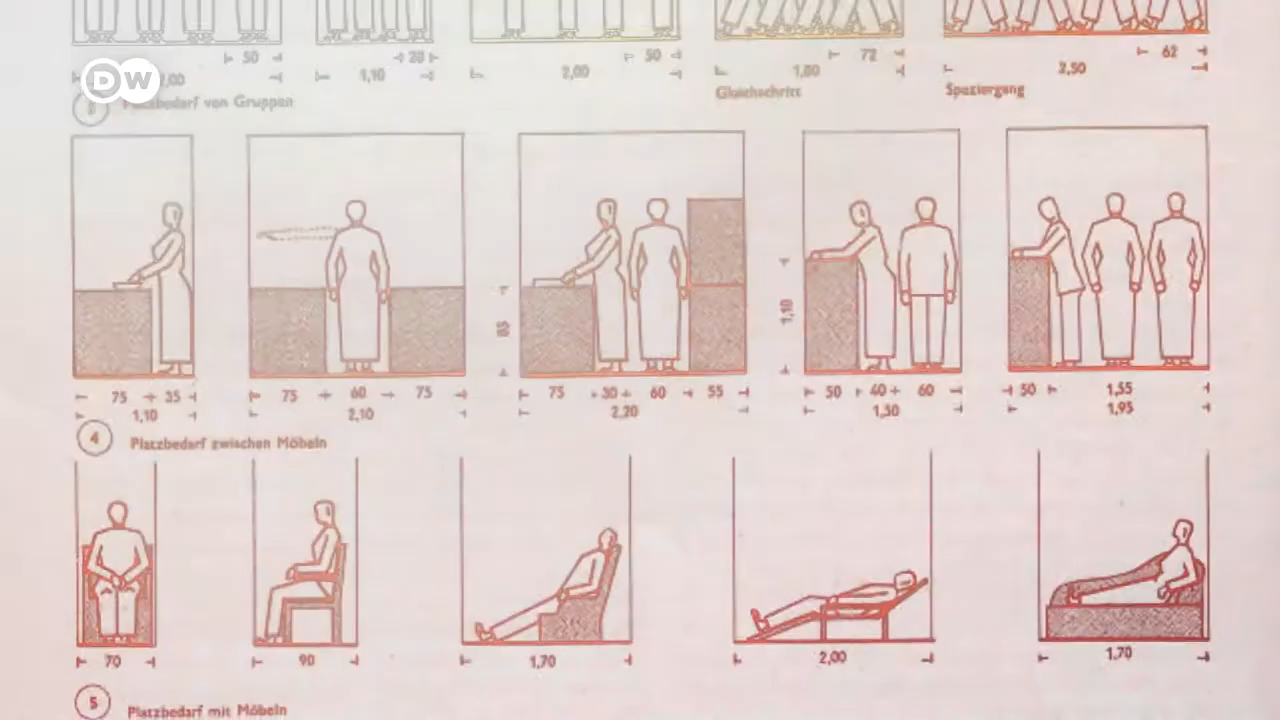 50
20
50
72
62
DW
2,00
1,10
2,00
1,80
2,50
3 Platzbedarf von Gruppen
Gleichschritt
Spaziergang
85
1,10
75 35
75 60 75
75 30 60 55
50 40 60
50 1,55
1,10
2,10
2,20
1,50
1,95
4 Platzbedarf zwischen Möbeln
70
90
1,70
2,00
1,70
5 Platzbedarf mit Möbeln